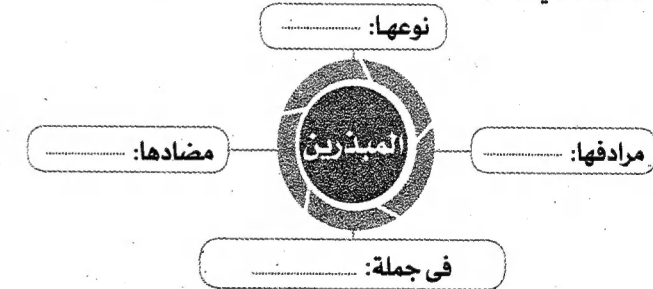 نوعها: ............
المبذرين
مرادفها: ............
مضادها: ............
فى جملة: ............